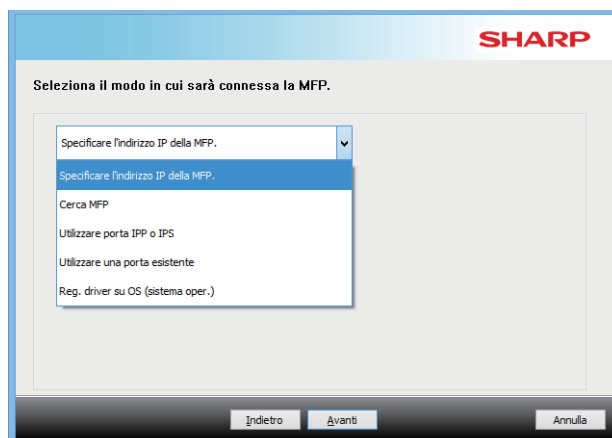 SHARP
Seleziona il modo in cui sarà connessa la MFP.
Specificare l'indirizzo IP della MFP.
Specificare l'indirizzo IP della MFP.
Cerca MFP
Utilizzare porta IPP o IPS
Utilizzare una porta esistente
Reg. driver su OS (sistema oper.)
Indietro Avanti Annulla